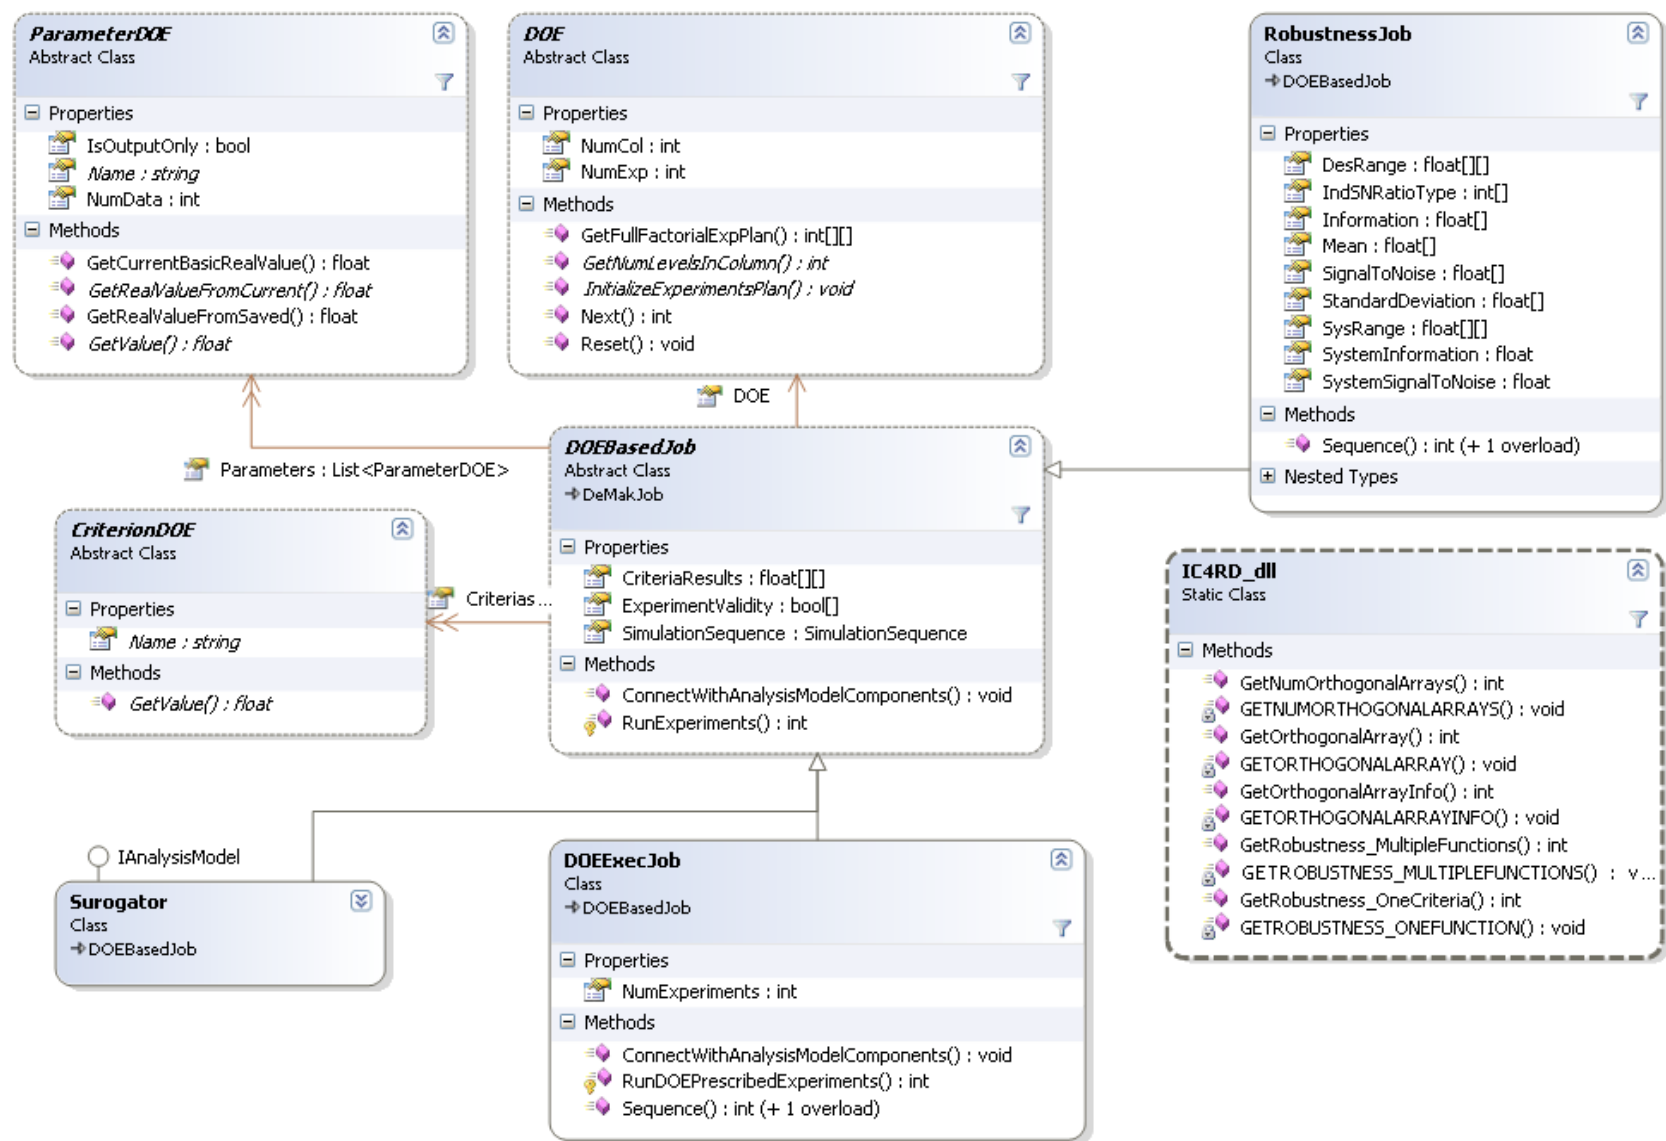 ParameterDOE
Abstract Class
Properties
IsOutputOnly : bool
Name : string
NumData : int
Methods
GetCurrentBasicRealValue() : float
GetRealValueFromCurrent() : float
GetRealValueFromSaved() : float
GetValue() : float
DOE
Abstract Class
Properties
NumCol : int
NumExp : int
Methods
GetFullFactorialExpPlan() : int[][]
GetNumLevelsInColumn() : int
InitializeExperimentsPlan() : void
Next() : int
Reset() : void
RobustnessJob
Class
DOEBasedJob
Properties
DesRange : float[][]
IndSNRatioType : int[]
Information : float[]
Mean : float[]
SignalToNoise : float[]
StandardDeviation : float[]
SysRange : float[][]
SystemInformation : float
SystemSignalToNoise : float
Methods
Sequence() : int (+ 1 overload)
Nested Types
DOE
Parameters : List<ParameterDOE>
DOEBasedJob
Abstract Class
DeMakJob
Properties
CriteriaResults : float[][]
ExperimentValidity : bool[]
SimulationSequence : SimulationSequence
Methods
ConnectWithAnalysisModelComponents() : void
RunExperiments() : int
CriterionDOE
Abstract Class
Properties
Name : string
Methods
GetValue() : float
Criterias...
IC4RD_dll
Static Class
Methods
GetNumOrthogonalArrays() : int
GETNUMORTHOGONALARRAYS() : void
GetOrthogonalArray() : int
GETORTHOGONALARRAY() : void
GetOrthogonalArrayInfo() : int
GETORTHOGONALARRAYINFO() : void
GetRobustness_MultipleFunctions() : int
GETROBUSTNESS_MULTIPLEFUNCTIONS() : v...
GetRobustness_OneCriteria() : int
GETROBUSTNESS_ONEFUNCTION() : void
IAnalysisModel
Surogator
Class
DOEBasedJob
DOEExecJob
Class
DOEBasedJob
Properties
NumExperiments : int
Methods
ConnectWithAnalysisModelComponents() : void
RunDOEPrescribedExperiments() : int
Sequence() : int (+ 1 overload)